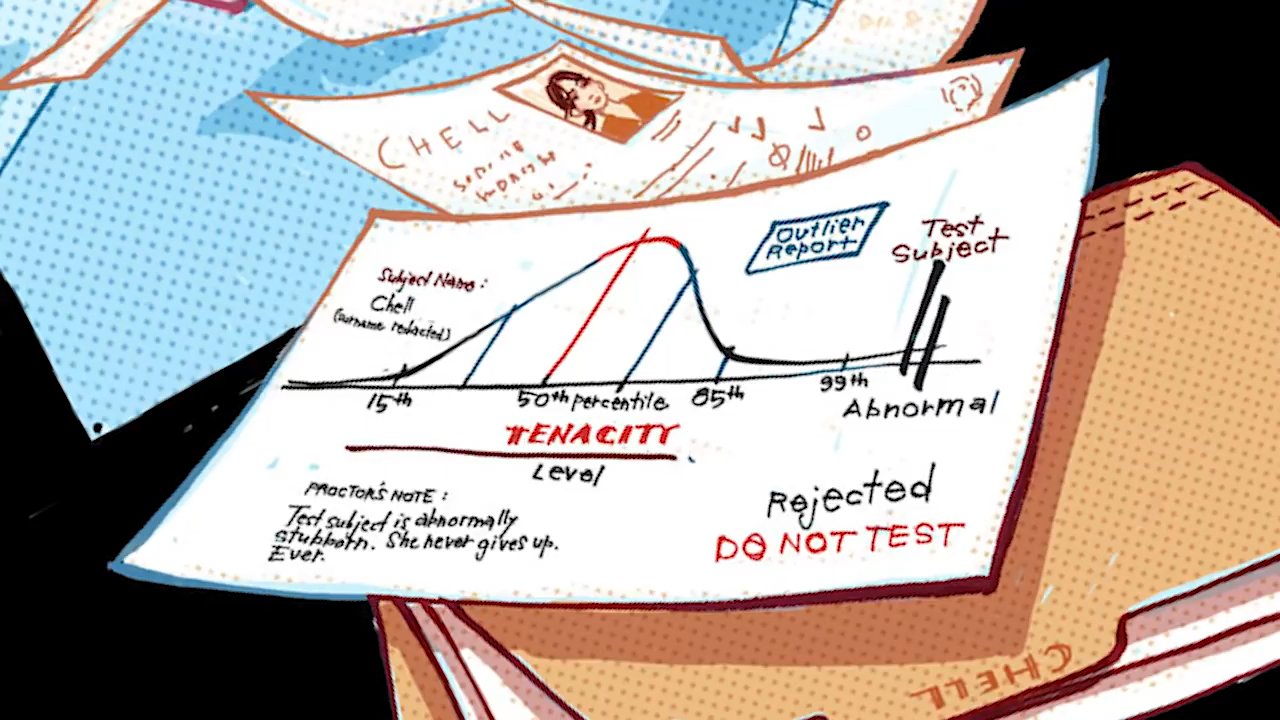 CHELL
Outlier
Report
Test
Subject
Subject Name:
Chell
(surname redacted)
15th
50th percentile
85th
99th
Abnormal
TENACITY
Level
PROCTOR'S NOTE:
Test subject is abnormally
stubborn. She never gives up.
Ever.
Rejected
DO NOT TEST
CHELL